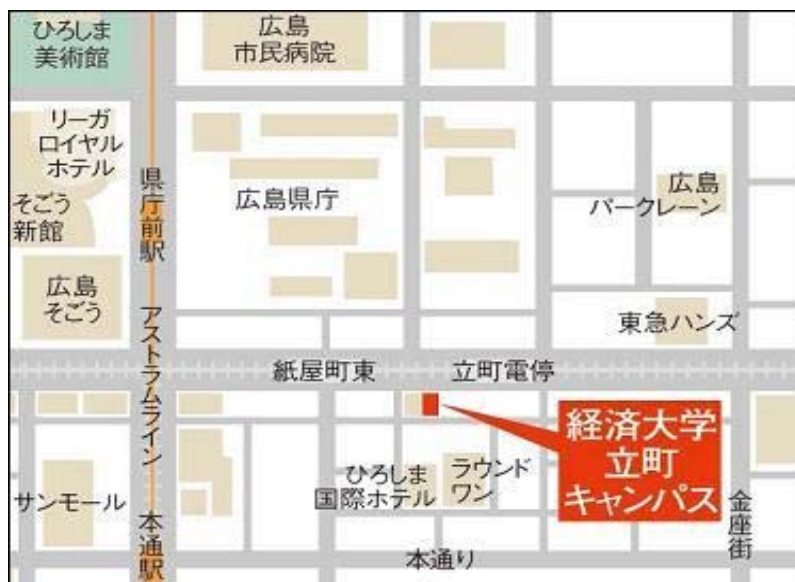 ひろしま
美術館
広島
市民病院
リーガ
ロイヤル
ホテル
そごう
新館
県庁前駅
広島県庁
広島
パークレーン
広島
そごう
アストラムライン
東急ハンズ
紙屋町東
立町電停
経済大学
立町
キャンパス
サンモール
ひろしま
国際ホテル
ラウンド
ワン
本通駅
本通り
金座街